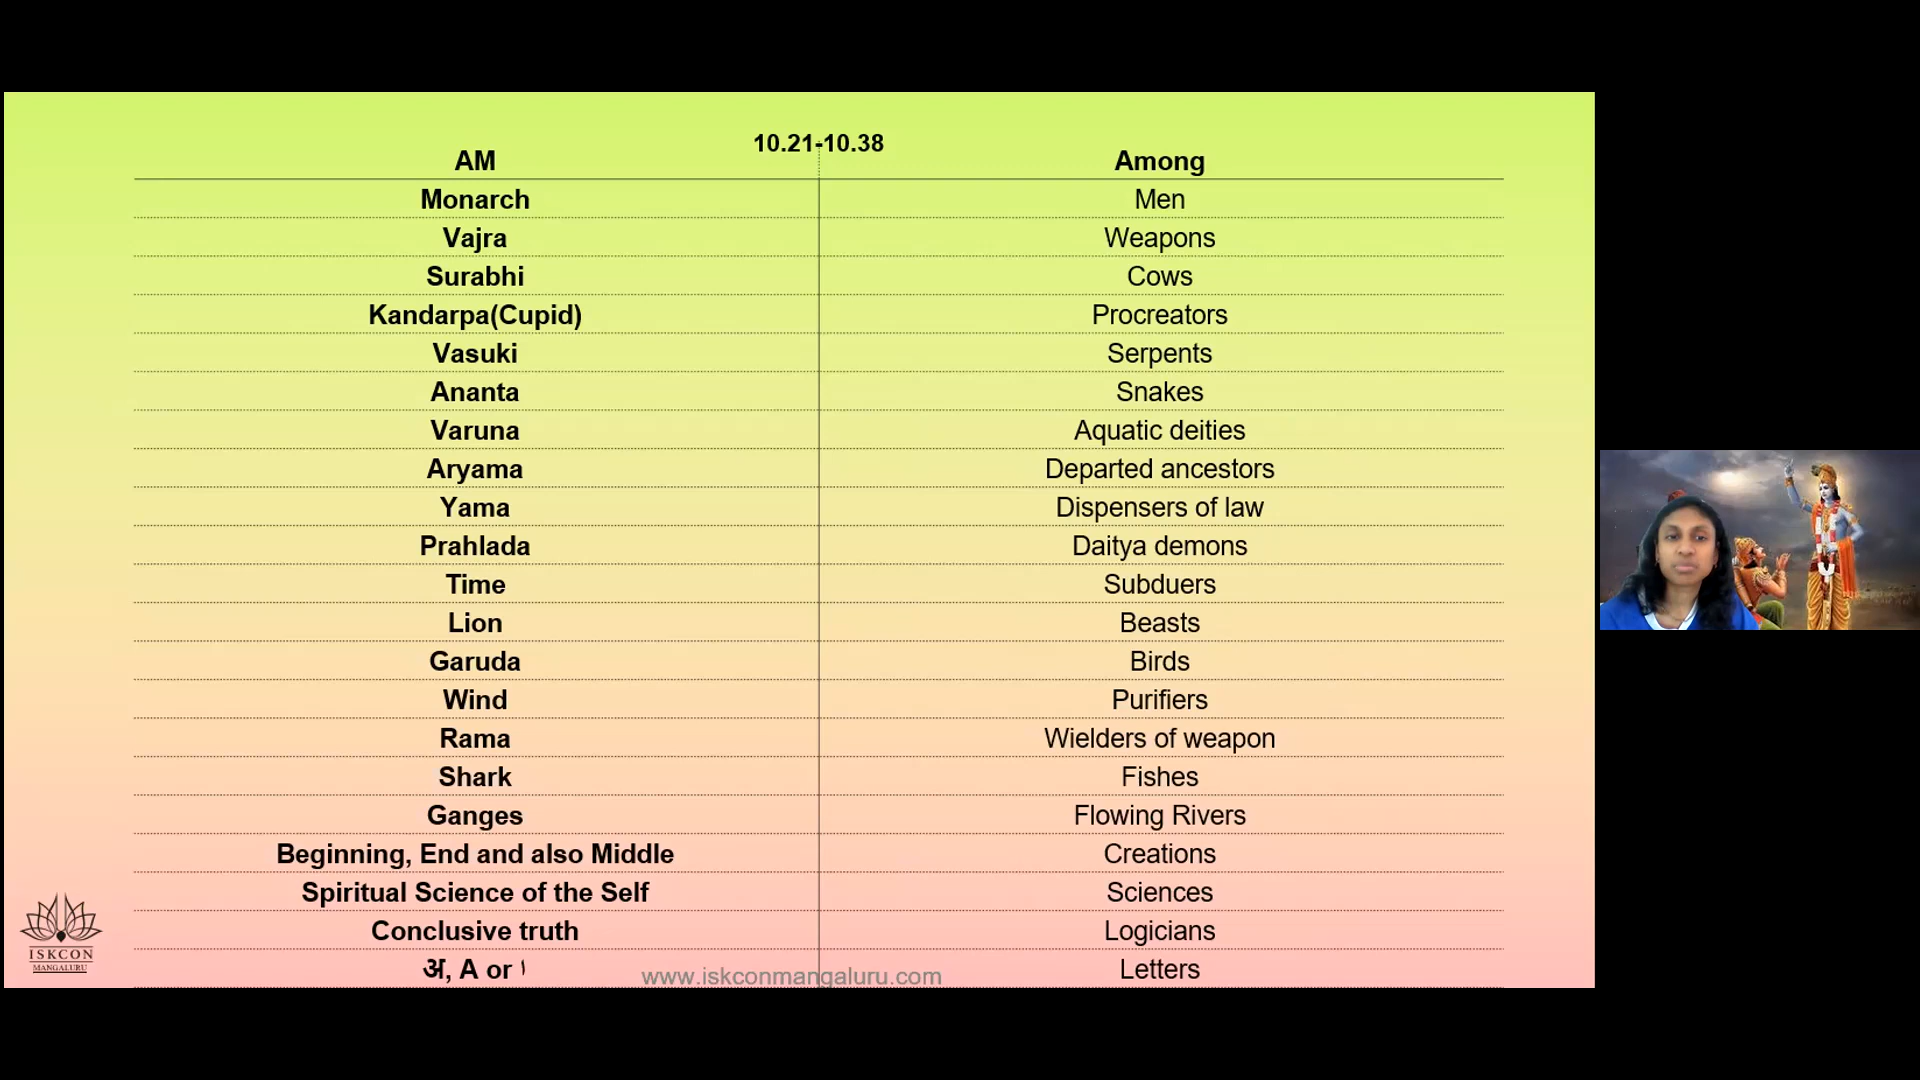 10.21-10.38
AM Among
Monarch Men
Vajra Weapons
Surabhi Cows
Kandarpa(Cupid) Procreators
Vasuki Serpents
Ananta Snakes
Varuna Aquatic deities
Aryama Departed ancestors
Yama Dispensers of law
Prahlada Daitya demons
Time Subduers
Lion Beasts
Garuda Birds
Wind Purifiers
Rama Wielders of weapon
Shark Fishes
Ganges Flowing Rivers
Beginning, End and also Middle Creations
Spiritual Science of the Self Sciences
Conclusive truth Logicians
अ, A or Letters
ISKCON
MANGALURU
www.iskconmangaluru.com